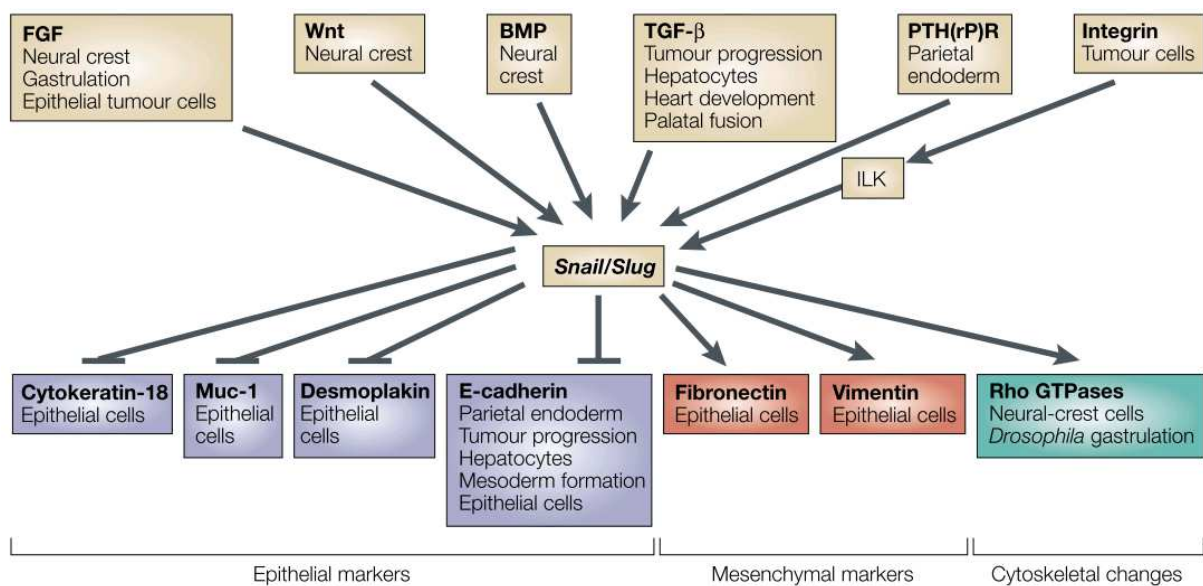 FGF
Neural crest
Gastrulation
Epithelial tumour cells
Wnt
Neural crest
BMP
Neural
crest
TGF-β
Tumour progression
Hepatocytes
Heart development
Palatal fusion
PTH(rP)R
Parietal
endoderm
Integrin
Tumour cells
ILK
Snail/Slug
Cytokeratin-18
Epithelial cells
Muc-1
Epithelial
cells
Desmoplakin
Epithelial
cells
E-cadherin
Parietal endoderm
Tumour progression
Hepatocytes
Mesoderm formation
Epithelial cells
Fibronectin
Epithelial cells
Vimentin
Epithelial cells
Rho GTPases
Neural-crest cells
Drosophila gastrulation
Epithelial markers
Mesenchymal markers
Cytoskeletal changes